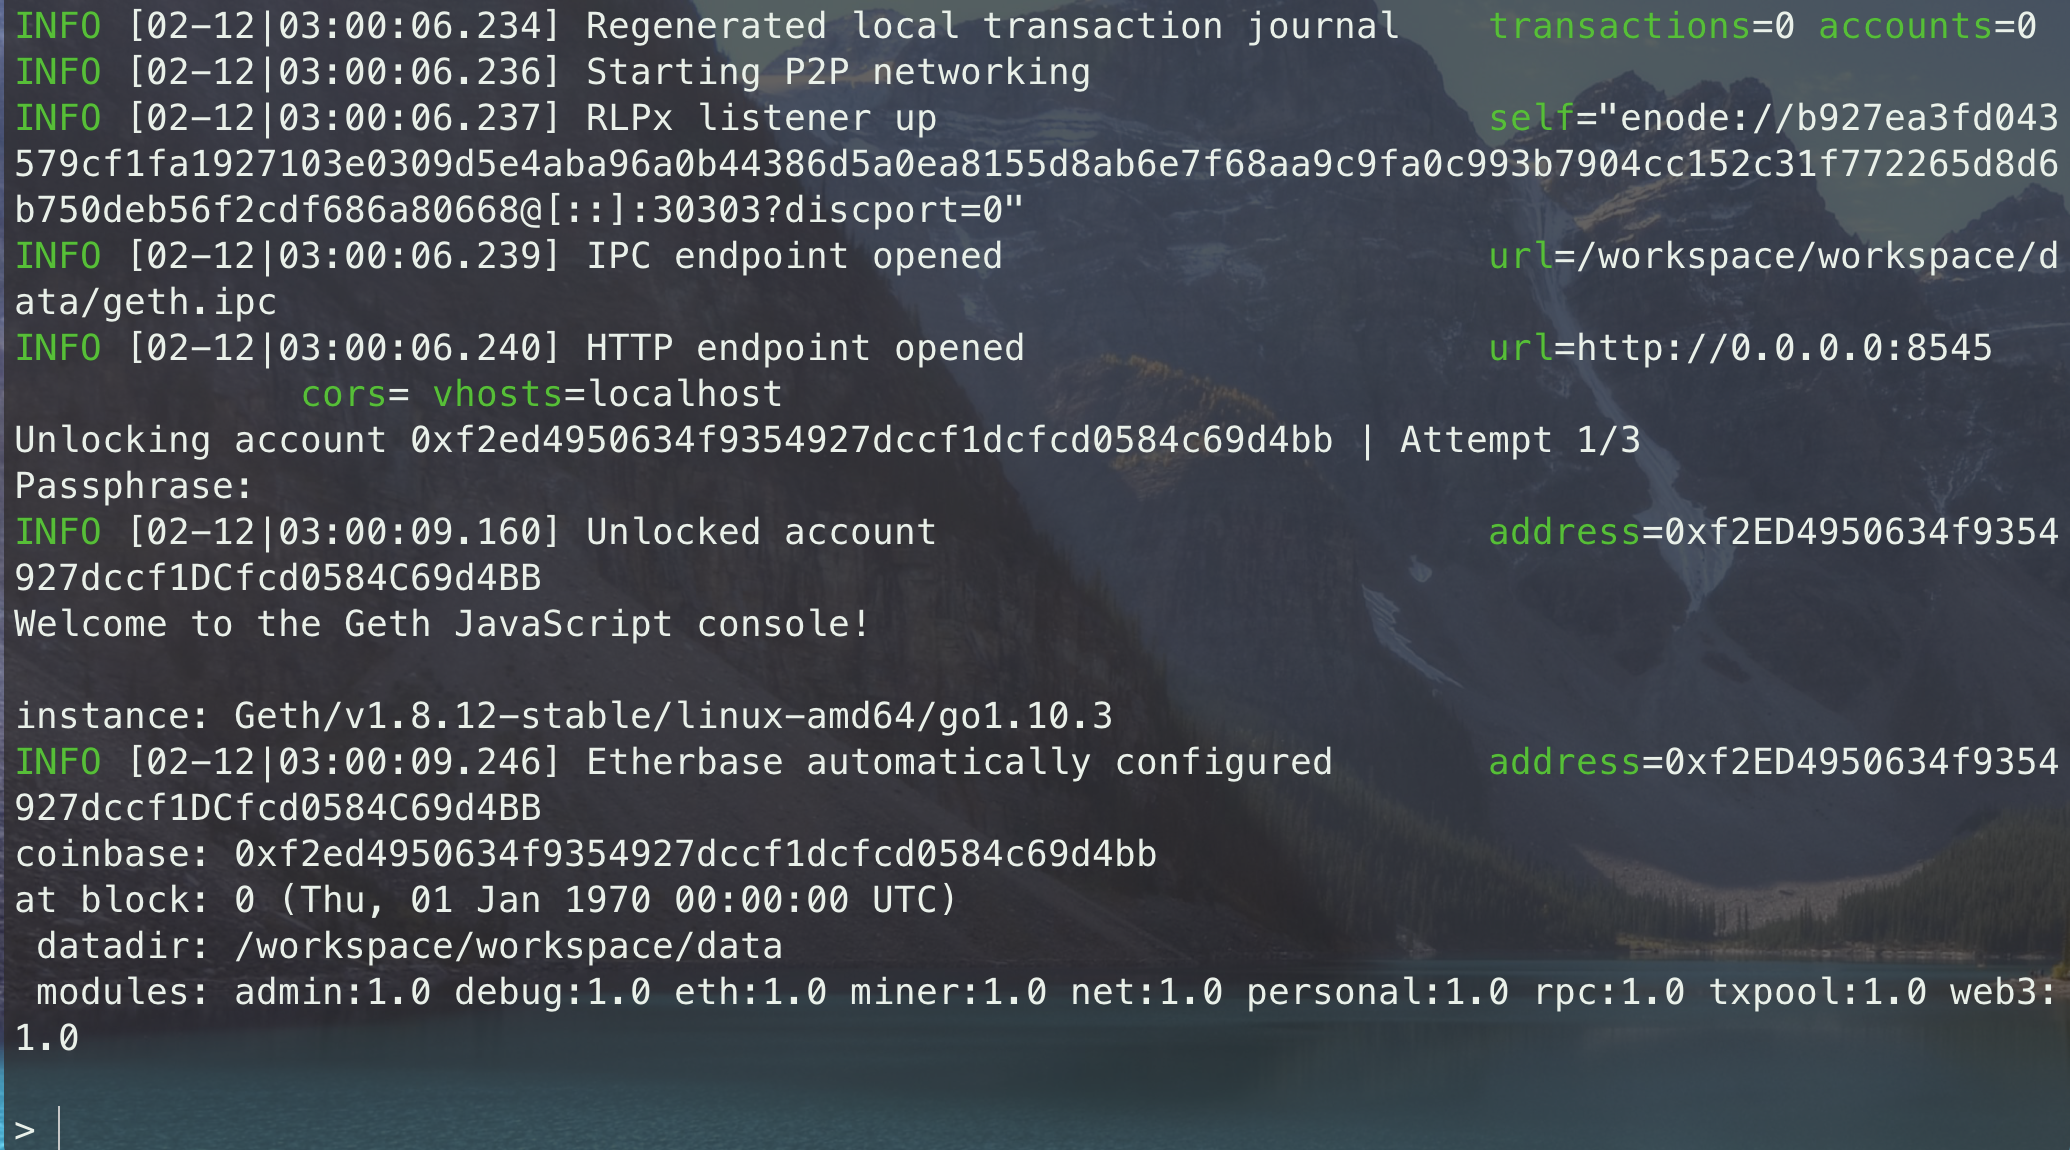 INFO [02-12|03:00:06.234] Regenerated local transaction journal    transactions=0 accounts=0
INFO [02-12|03:00:06.236] Starting P2P networking
INFO [02-12|03:00:06.237] RLPx listener up                         self="enode://b927ea3fd043
579cf1fa1927103e0309d5e4aba96a0b44386d5a0ea8155d8ab6e7f68aa9c9fa0c993b7904cc152c31f772265d8d6
b750deb56f2cdf686a80668@[::]:30303?discport=0"
INFO [02-12|03:00:06.239] IPC endpoint opened                      url=/workspace/workspace/d
ata/geth.ipc
INFO [02-12|03:00:06.240] HTTP endpoint opened                     url=http://0.0.0.0:8545
             cors= vhosts=localhost
Unlocking account 0xf2ed4950634f9354927dccf1dcfcd0584c69d4bb | Attempt 1/3
Passphrase:
INFO [02-12|03:00:09.160] Unlocked account                         address=0xf2ED4950634f9354
927dccf1DCfcd0584C69d4BB
Welcome to the Geth JavaScript console!
instance: Geth/v1.8.12-stable/linux-amd64/go1.10.3
INFO [02-12|03:00:09.246] Etherbase automatically configured       address=0xf2ED4950634f9354
927dccf1DCfcd0584C69d4BB
coinbase: 0xf2ed4950634f9354927dccf1dcfcd0584c69d4bb
at block: 0 (Thu, 01 Jan 1970 00:00:00 UTC)
 datadir: /workspace/workspace/data
 modules: admin:1.0 debug:1.0 eth:1.0 miner:1.0 net:1.0 personal:1.0 rpc:1.0 txpool:1.0 web3:
1.0
>